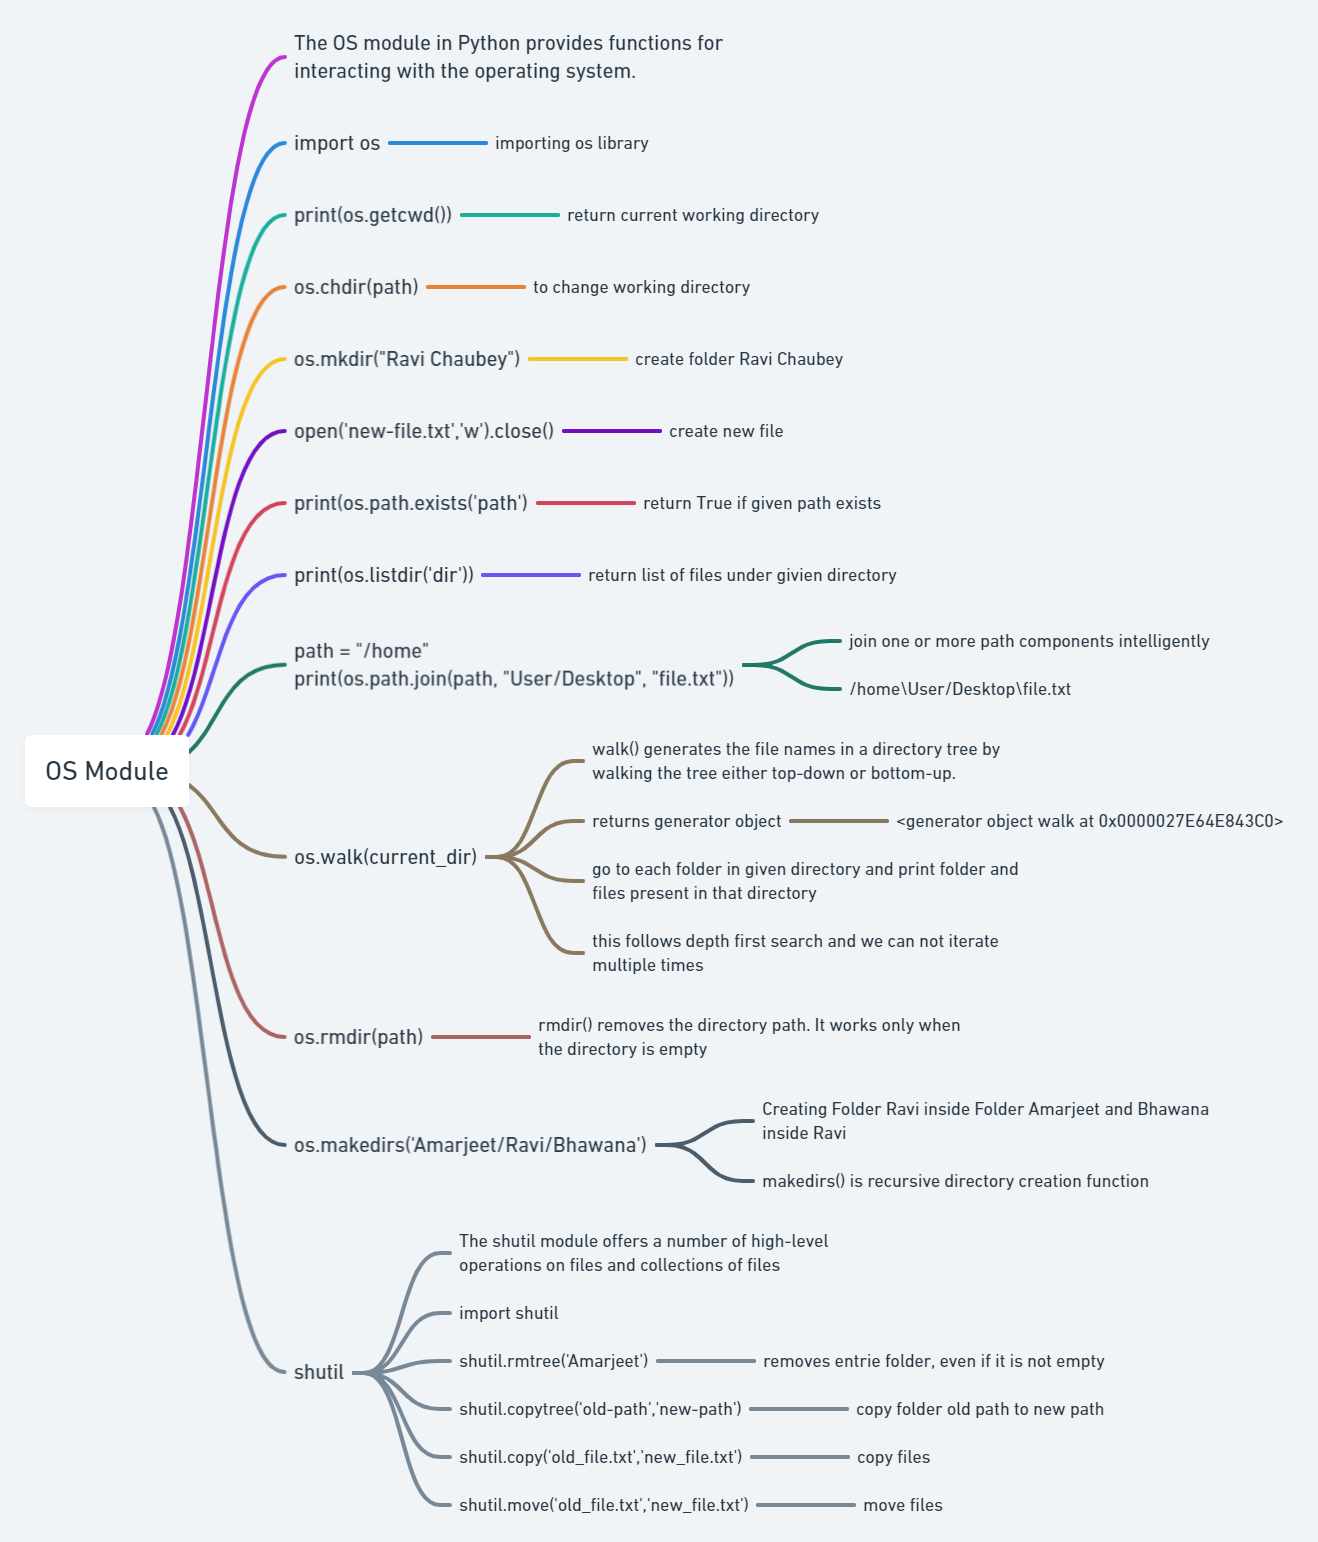 The OS module in Python provides functions for
interacting with the operating system.
import os
importing os library
print(os.getcwd())
return current working directory
os.chdir(path)
to change working directory
os.mkdir("Ravi Chaubey")
create folder Ravi Chaubey
open('new-file.txt','w').close()
create new file
print(os.path.exists('path')
return True if given path exists
print(os.listdir('dir'))
return list of files under givien directory
path = "/home"
print(os.path.join(path, "User/Desktop", "file.txt"))
join one or more path components intelligently
/home\User/Desktop\file.txt
OS Module
os.walk(current_dir)
walk() generates the file names in a directory tree by
walking the tree either top-down or bottom-up.
returns generator object
<generator object walk at 0x0000027E64E843C0>
go to each folder in given directory and print folder and
files present in that directory
this follows depth first search and we can not iterate
multiple times
os.rmdir(path)
rmdir() removes the directory path. It works only when
the directory is empty
os.makedirs('Amarjeet/Ravi/Bhawana')
Creating Folder Ravi inside Folder Amarjeet and Bhawana
inside Ravi
makedirs() is recursive directory creation function
shutil
The shutil module offers a number of high-level
operations on files and collections of files
import shutil
shutil.rmtree('Amarjeet')
removes entrie folder, even if it is not empty
shutil.copytree('old-path','new-path')
copy folder old path to new path
shutil.copy('old_file.txt','new_file.txt')
copy files
shutil.move('old_file.txt','new_file.txt')
move files